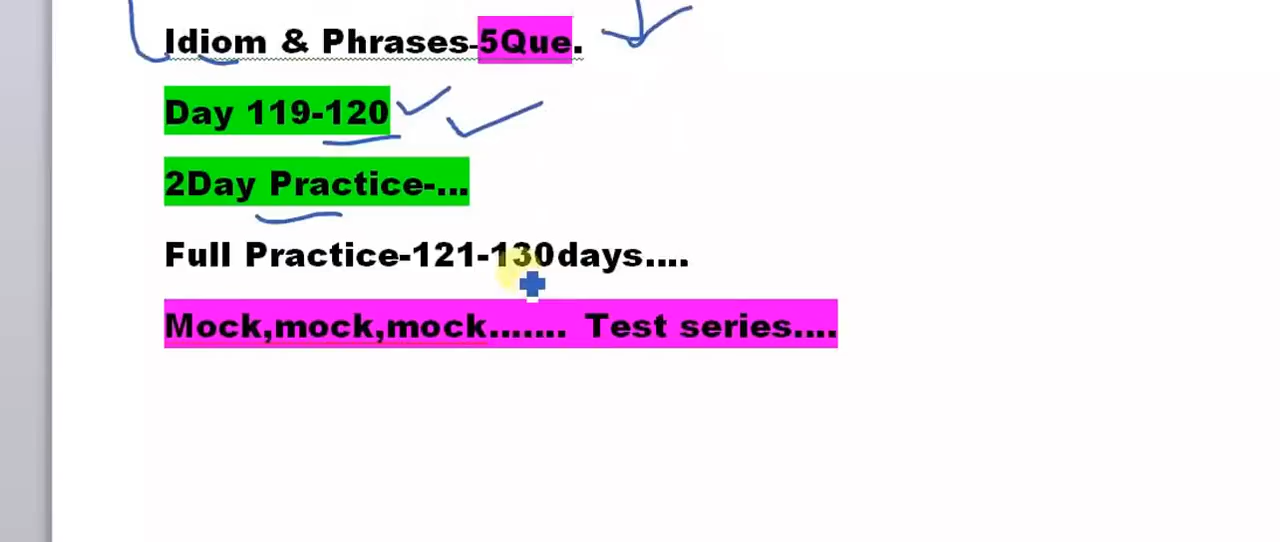 Idiom & Phrases-5Que.
Day 119-120
2Day Practice-...
Full Practice-121-130days....
Mock,mock,mock....... Test series....